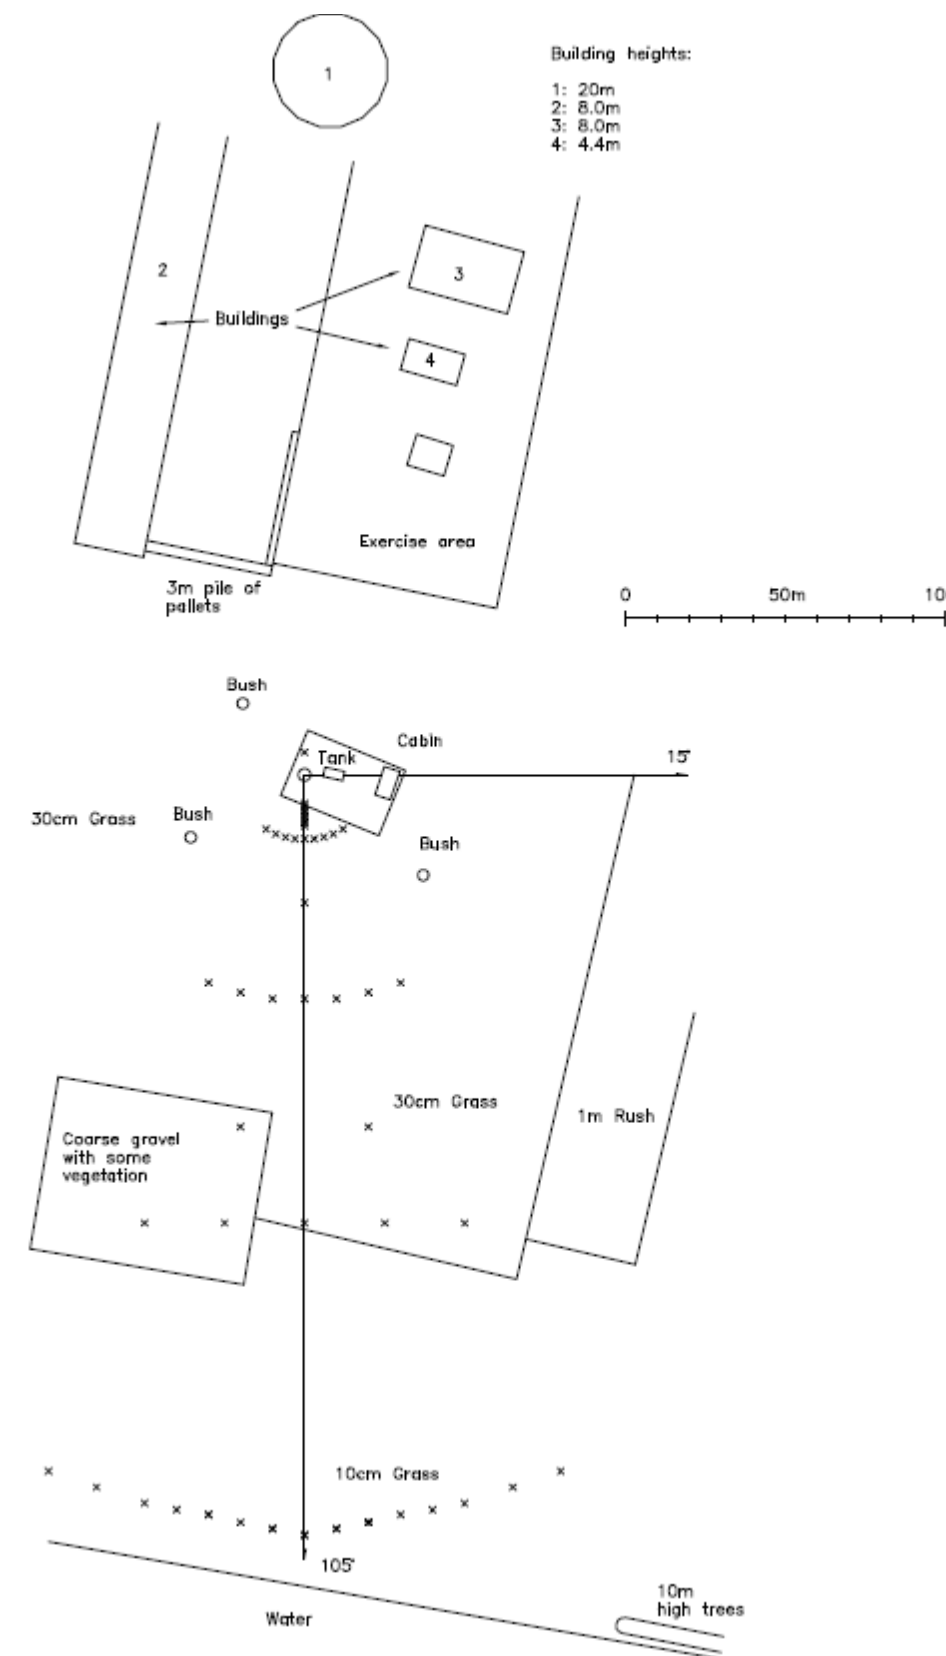 1
Building heights:
1: 20m
2: 8.0m
3: 8.0m
4: 4.4m
2
3
Buildings
4
Exercise area
3m pile of
pallets
0
50m
10
Bush
Cabin
Tank
15°
30cm Grass
Bush
Bush
30cm Grass
1m Rush
Coarse gravel
with some
vegetation
10cm Grass
105°
Water
10m
high trees